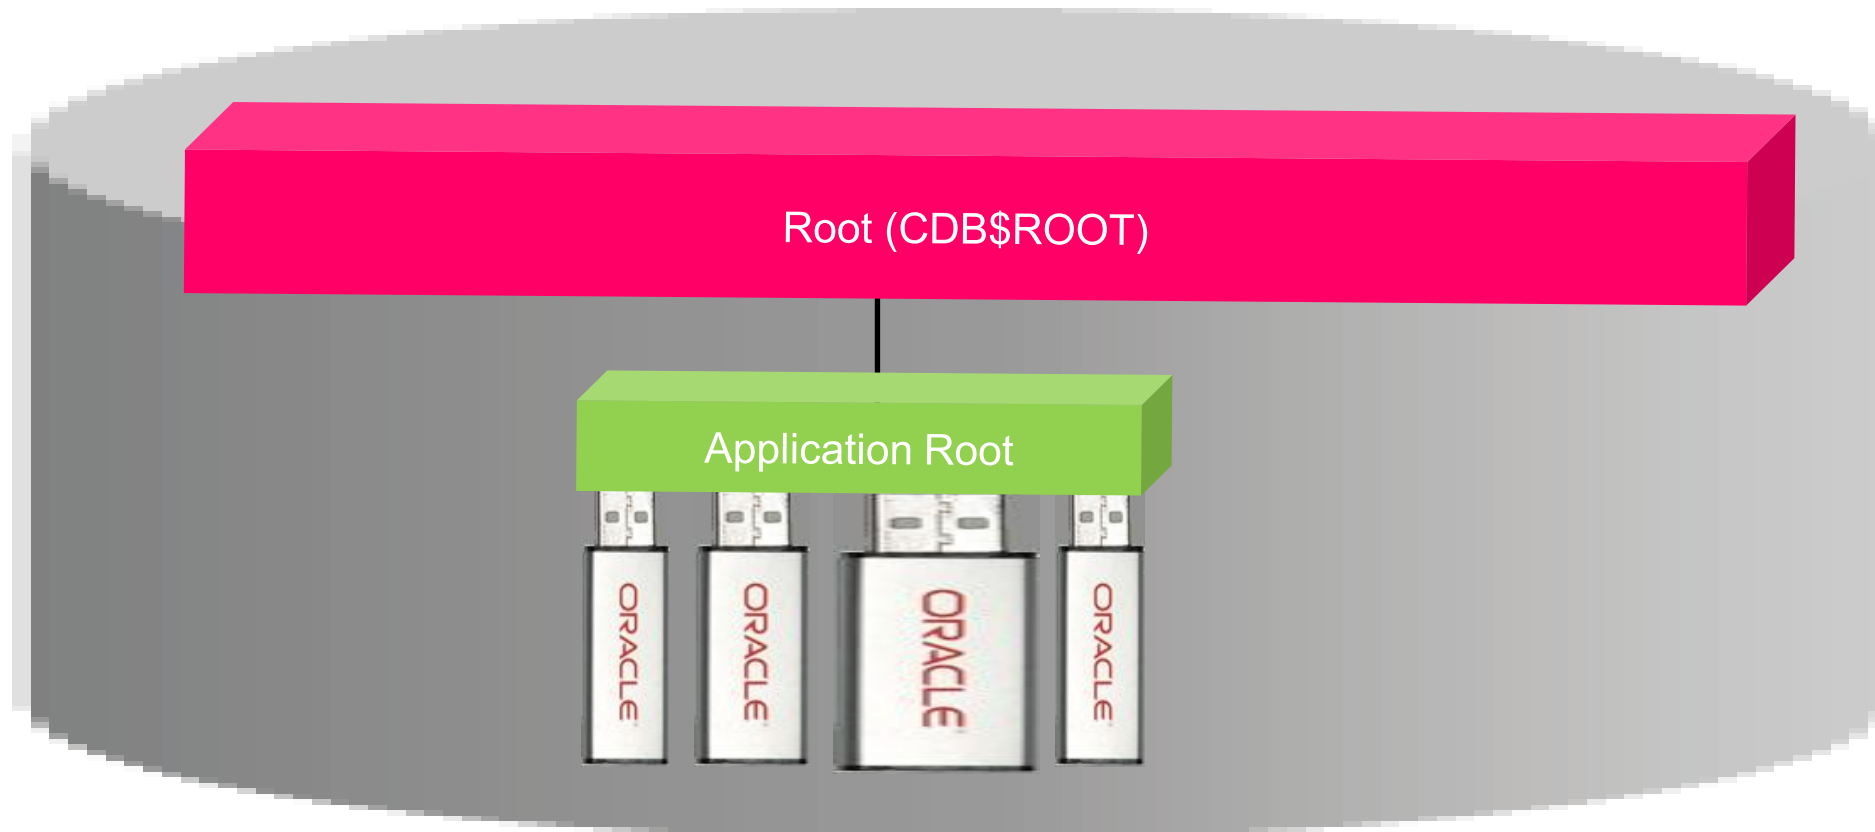 Root (CDB$ROOT)
Application Root
ORACLE
ORACLE
ORACLE
ORACLE